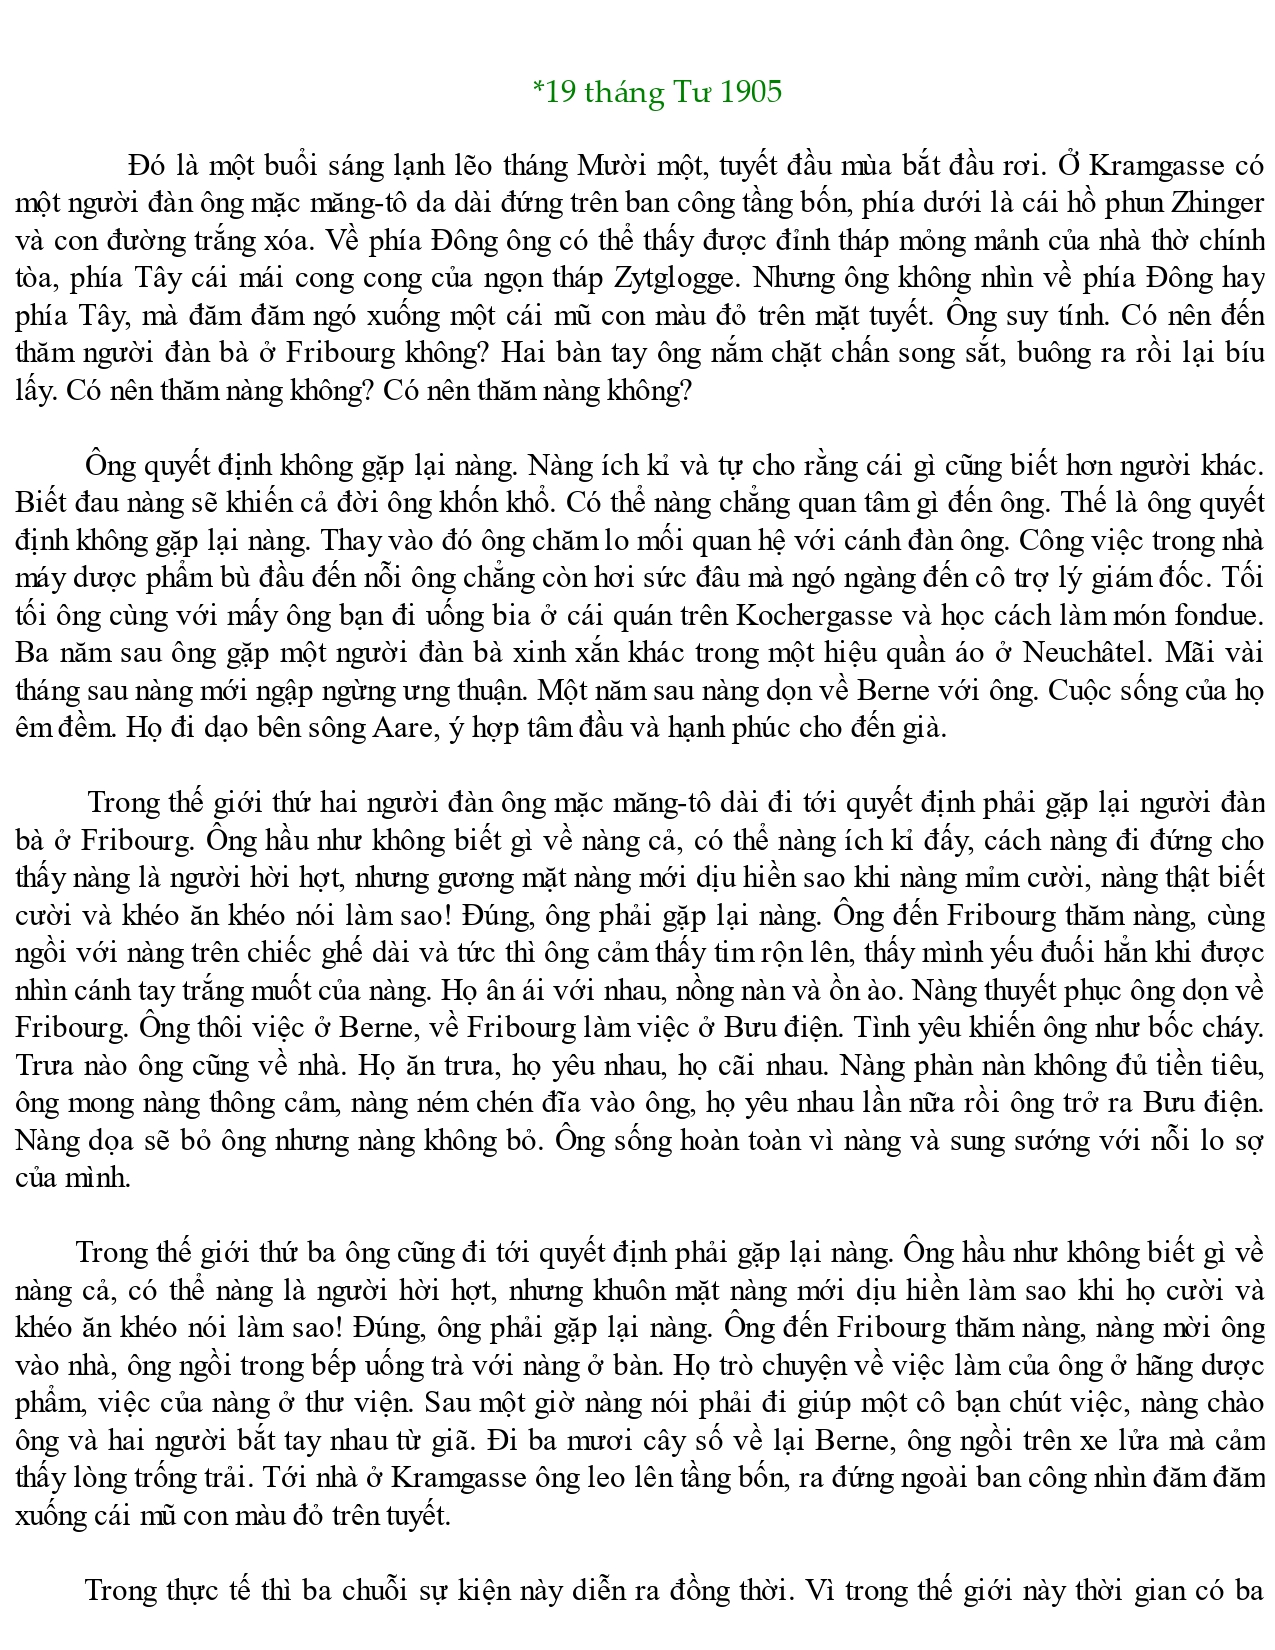 *19 tháng Tư 1905
Đó là một buổi sáng lạnh lẽo tháng Mười một, tuyết đầu mùa bắt đầu rơi. Ở Kramgasse có
một người đàn ông mặc măng-tô da dài đứng trên ban công tầng bốn, phía dưới là cái hồ phun Zhinger
và con đường trắng xóa. Về phía Đông ông có thể thấy được đỉnh tháp mỏng mảnh của nhà thờ chính
tòa, phía Tây cái mái cong cong của ngọn tháp Zytglogge. Nhưng ông không nhìn về phía Đông hay
phía Tây, mà đăm đăm ngó xuống một cái mũ con màu đỏ trên mặt tuyết. Ông suy tính. Có nên đến
thăm người đàn bà ở Fribourg không? Hai bàn tay ông nắm chặt chấn song sắt, buông ra rồi lại bíu
lấy. Có nên thăm nàng không? Có nên thăm nàng không?
Ông quyết định không gặp lại nàng. Nàng ích kỉ và tự cho rằng cái gì cũng biết hơn người khác.
Biết đau nàng sẽ khiến cả đời ông khốn khổ. Có thể nàng chẳng quan tâm gì đến ông. Thế là ông quyết
định không gặp lại nàng. Thay vào đó ông chăm lo mối quan hệ với cánh đàn ông. Công việc trong nhà
máy dược phẩm bù đầu đến nỗi ông chẳng còn hơi sức đâu mà ngó ngàng đến cô trợ lý giám đốc. Tối
tối ông cùng với mấy ông bạn đi uống bia ở cái quán trên Kochergasse và học cách làm món fondue.
Ba năm sau ông gặp một người đàn bà xinh xắn khác trong một hiệu quần áo ở Neuchâtel. Mãi vài
tháng sau nàng mới ngập ngừng ưng thuận. Một năm sau nàng dọn về Berne với ông. Cuộc sống của họ
êm đềm. Họ đi dạo bên sông Aare, ý hợp tâm đầu và hạnh phúc cho đến già.
Trong thế giới thứ hai người đàn ông mặc măng-tô dài đi tới quyết định phải gặp lại người đàn
bà ở Fribourg. Ông hầu như không biết gì về nàng cả, có thể nàng ích kỉ đấy, cách nàng đi đứng cho
thấy nàng là người hời hợt, nhưng gương mặt nàng mới dịu hiền sao khi nàng mỉm cười, nàng thật biết
cười và khéo ăn khéo nói làm sao! Đúng, ông phải gặp lại nàng. Ông đến Fribourg thăm nàng, cùng
ngồi với nàng trên chiếc ghế dài và tức thì ông cảm thấy tim rộn lên, thấy mình yếu đuối hẳn khi được
nhìn cánh tay trắng muốt của nàng. Họ ân ái với nhau, nồng nàn và ồn ào. Nàng thuyết phục ông dọn về
Fribourg. Ông thôi việc ở Berne, về Fribourg làm việc ở Bưu điện. Tình yêu khiến ông như bốc cháy.
Trưa nào ông cũng về nhà. Họ ăn trưa, họ yêu nhau, họ cãi nhau. Nàng phàn nàn không đủ tiền tiêu,
ông mong nàng thông cảm, nàng ném chén đĩa vào ông, họ yêu nhau lần nữa rồi ông trở ra Bưu điện.
Nàng dọa sẽ bỏ ông nhưng nàng không bỏ. Ông sống hoàn toàn vì nàng và sung sướng với nỗi lo sợ
của mình.
Trong thế giới thứ ba ông cũng đi tới quyết định phải gặp lại nàng. Ông hầu như không biết gì về
nàng cả, có thể nàng là người hời hợt, nhưng khuôn mặt nàng mới dịu hiền làm sao khi họ cười và
khéo ăn khéo nói làm sao! Đúng, ông phải gặp lại nàng. Ông đến Fribourg thăm nàng, nàng mời ông
vào nhà, ông ngồi trong bếp uống trà với nàng ở bàn. Họ trò chuyện về việc làm của ông ở hãng dược
phẩm, việc của nàng ở thư viện. Sau một giờ nàng nói phải đi giúp một cô bạn chút việc, nàng chào
ông và hai người bắt tay nhau từ giã. Đi ba mươi cây số về lại Berne, ông ngồi trên xe lửa mà cảm
thấy lòng trống trải. Tới nhà ở Kramgasse ông leo lên tầng bốn, ra đứng ngoài ban công nhìn đăm đăm
xuống cái mũ con màu đỏ trên tuyết.
Trong thực tế thì ba chuỗi sự kiện này diễn ra đồng thời. Vì trong thế giới này thời gian có ba